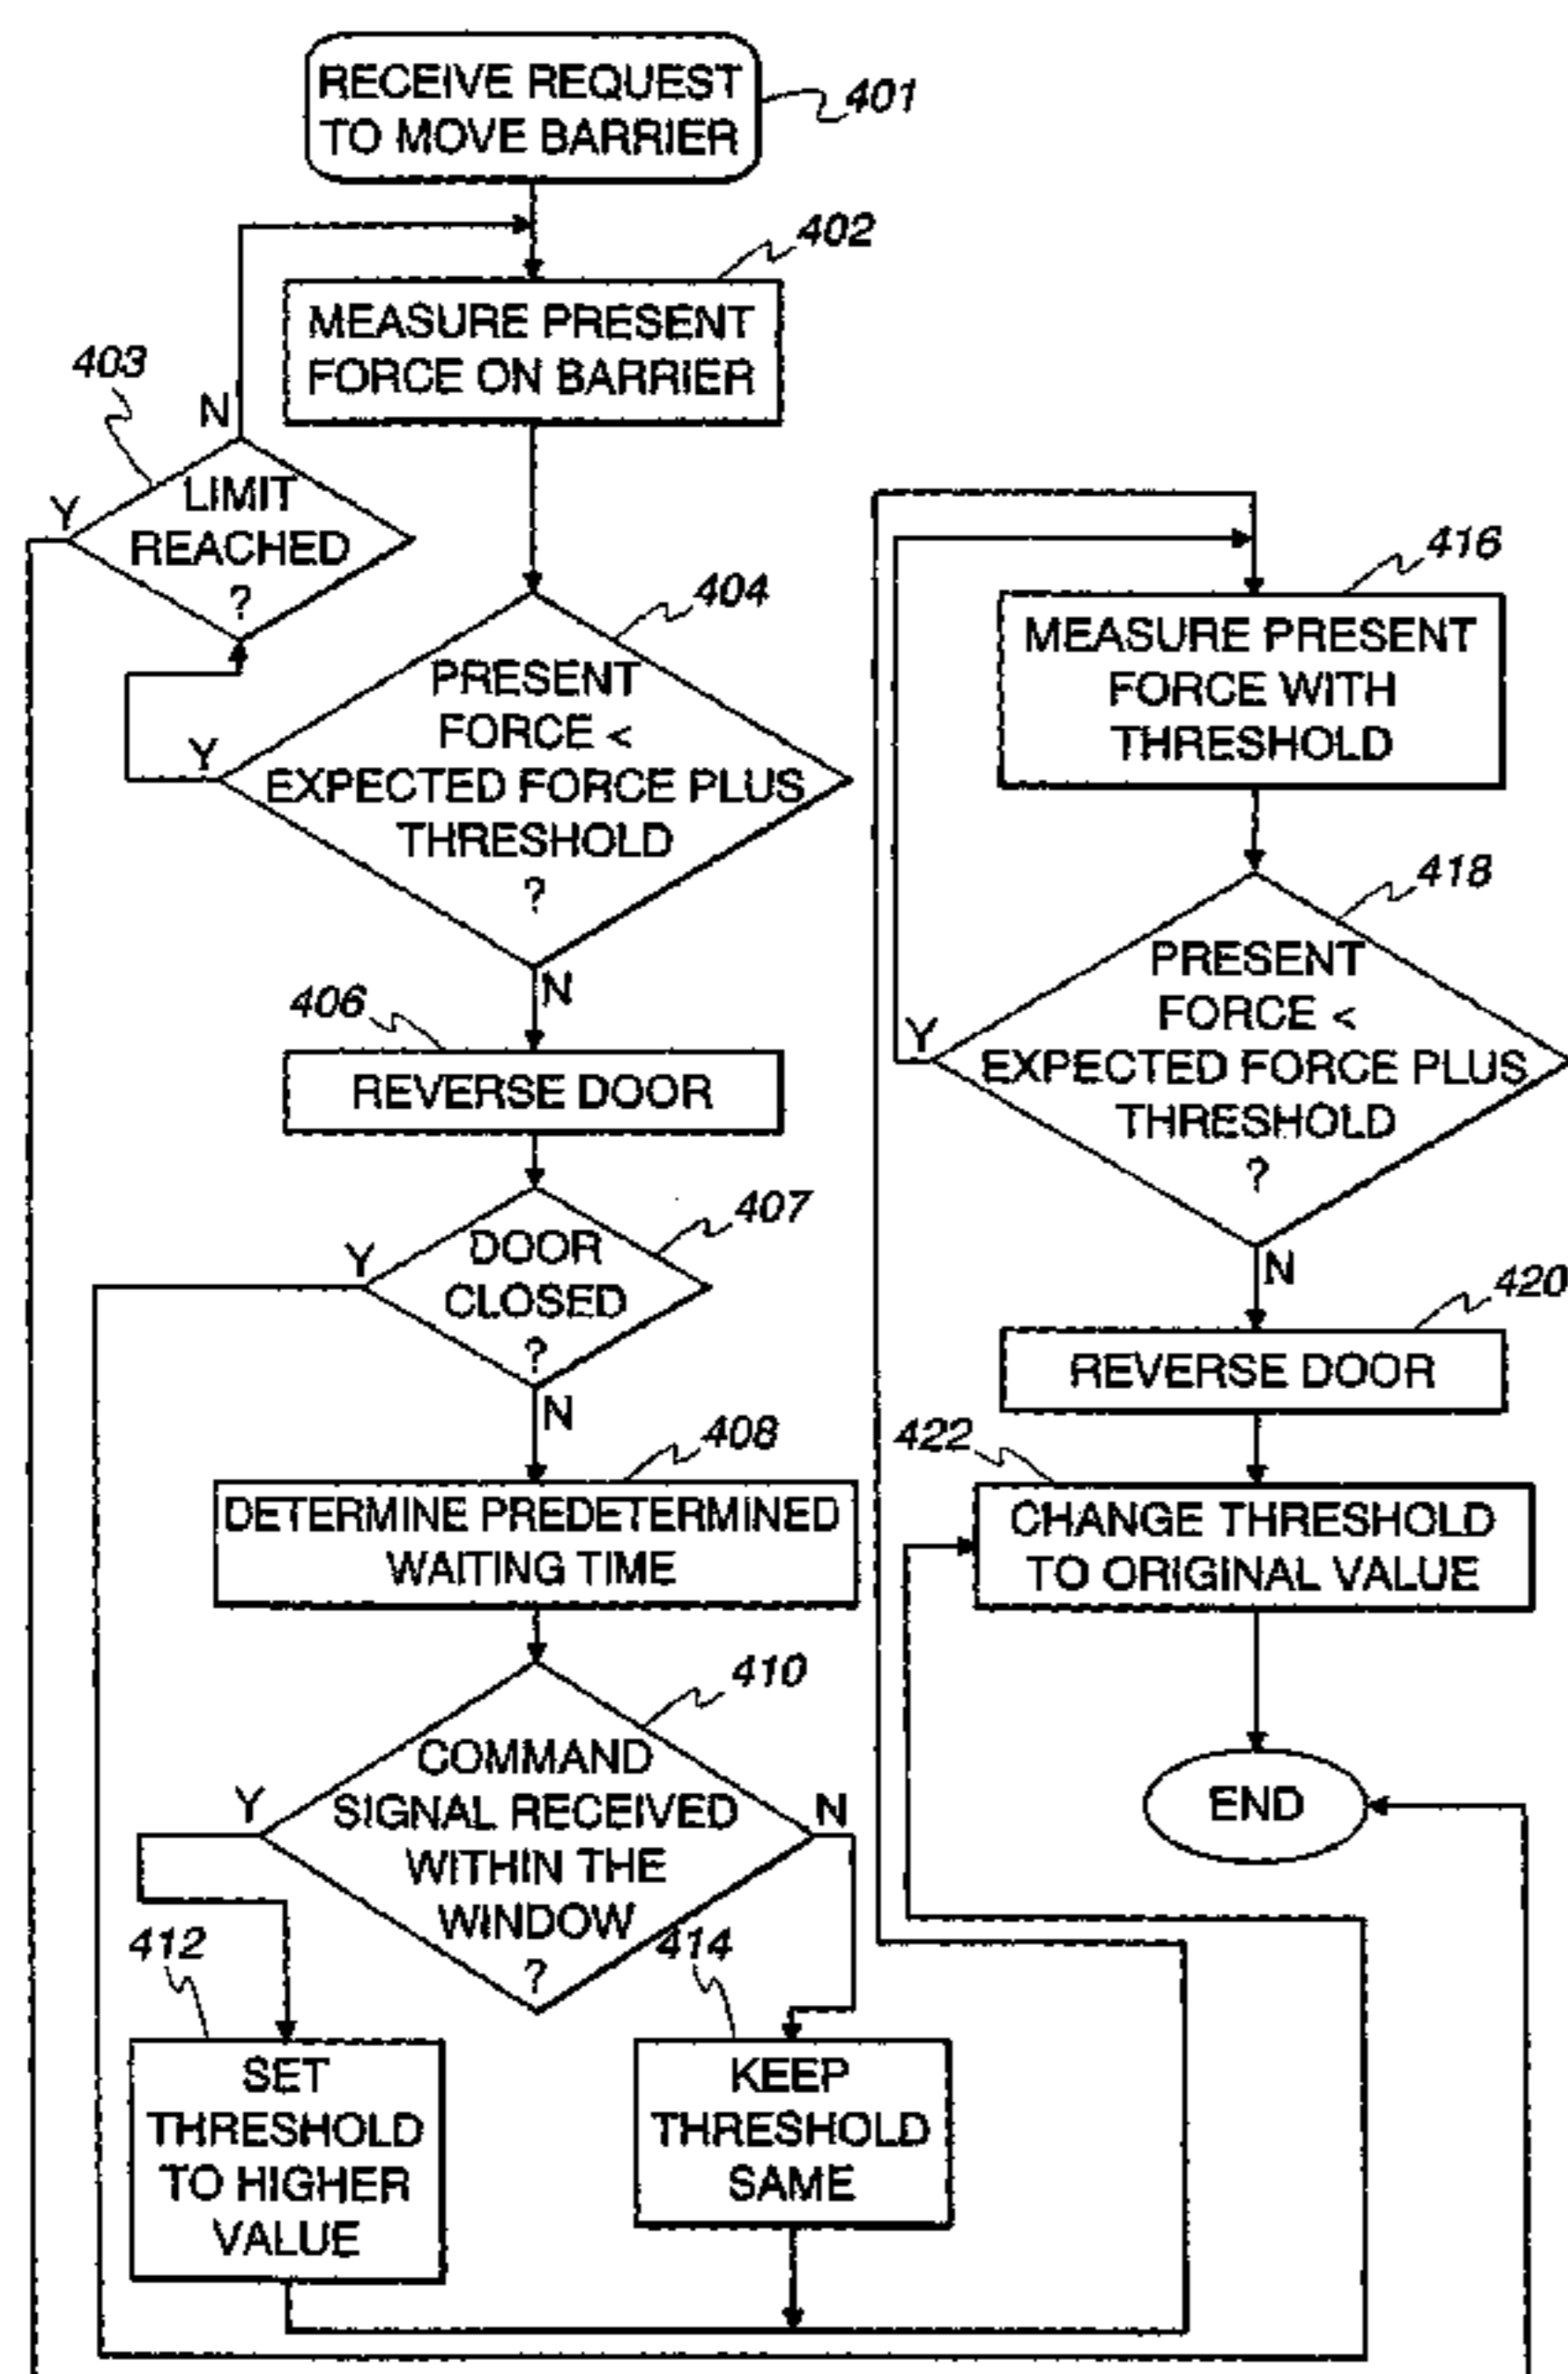 RECEIVE REQUEST
TO MOVE BARRIER
401
402
MEASURE PRESENT
FORCE ON BARRIER
403
N
Y
LIMIT
REACHED
?
404
PRESENT
FORCE <
EXPECTED FORCE PLUS
THRESHOLD
?
Y
N
406
REVERSE DOOR
407
Y
DOOR
CLOSED
?
N
408
DETERMINE PREDETERMINED
WAITING TIME
410
Y
COMMAND
SIGNAL RECEIVED
WITHIN THE
WINDOW
?
N
412
SET
THRESHOLD
TO HIGHER
VALUE
414
KEEP
THRESHOLD
SAME
416
MEASURE PRESENT
FORCE WITH
THRESHOLD
418
PRESENT
FORCE <
EXPECTED FORCE PLUS
THRESHOLD
?
Y
N
420
REVERSE DOOR
422
CHANGE THRESHOLD
TO ORIGINAL VALUE
END